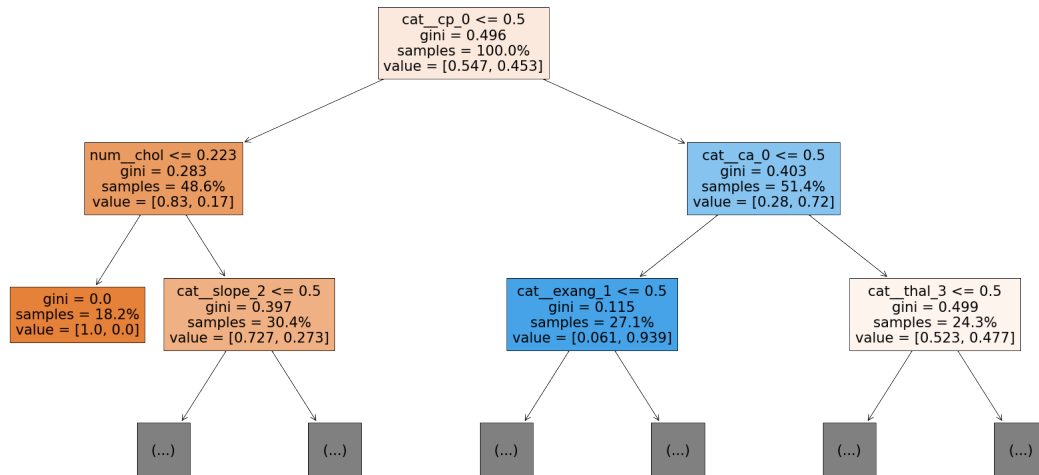 cat__cp_0 <= 0.5
gini = 0.496
samples = 100.0%
value = [0.547, 0.453]
num__chol <= 0.223
gini = 0.283
samples = 48.6%
value = [0.83, 0.17]
cat__ca_0 <= 0.5
gini = 0.403
samples = 51.4%
value = [0.28, 0.72]
gini = 0.0
samples = 18.2%
value = [1.0, 0.0]
cat__slope_2 <= 0.5
gini = 0.397
samples = 30.4%
value = [0.727, 0.273]
cat__exang_1 <= 0.5
gini = 0.115
samples = 27.1%
value = [0.061, 0.939]
cat__thal_3 <= 0.5
gini = 0.499
samples = 24.3%
value = [0.523, 0.477]
(...)
(...)
(...)
(...)
(...)
(...)